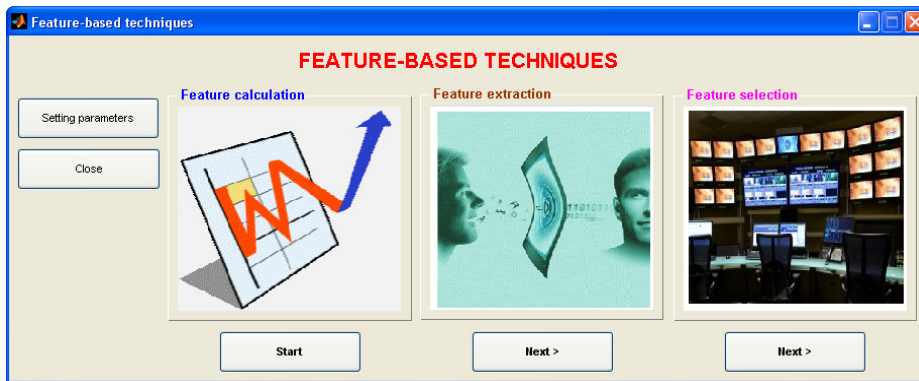 Feature-based techniques
FEATURE-BASED TECHNIQUES
Setting parameters
Close
Feature calculation
Feature extraction
Feature selection
Start
Next >
Next >